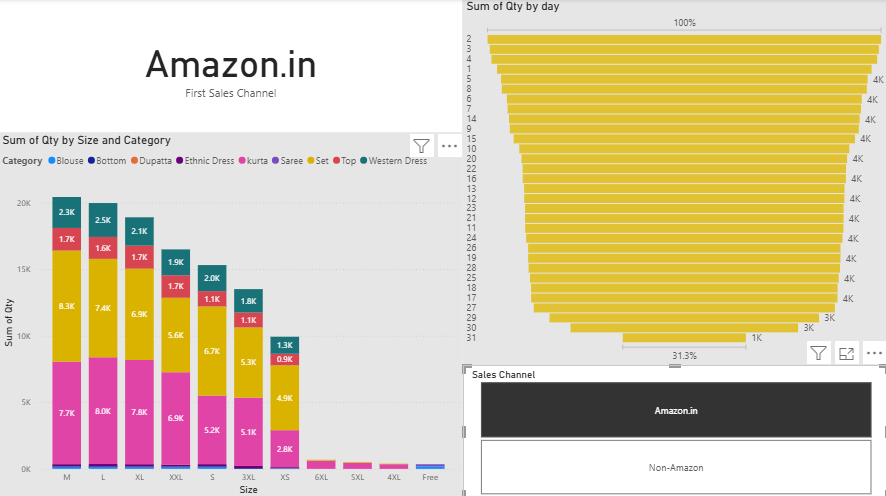 Amazon.in
First Sales Channel
Sum of Qty by Size and Category
Category Blouse Bottom Dupatta Ethnic Dress kurta Saree Set Top Western Dress
Sum of Qty
20K
15K
10K
5K
0K
2.3K
1.7K
8.3K
7.7K
2.5K
1.6K
7.4K
8.0K
2.1K
1.7K
6.9K
7.8K
1.9K
1.7K
5.6K
6.9K
2.0K
1.1K
6.7K
5.2K
1.8K
1.1K
5.3K
5.1K
1.3K
0.9K
4.9K
2.8K
M L XL XXL S 3XL XS 6XL 5XL 4XL Free
Size
Sum of Qty by day
100%
2
3
4
1
5 4K
8
6 4K
7
14 4K
9
15 4K
10
20 4K
22
16 4K
13
12 4K
23
21 4K
11
24 4K
26
19 4K
28
25 4K
18
17 4K
27
29 3K
30 3K
31 1K
31.3%
Sales Channel
Amazon.in
Non-Amazon